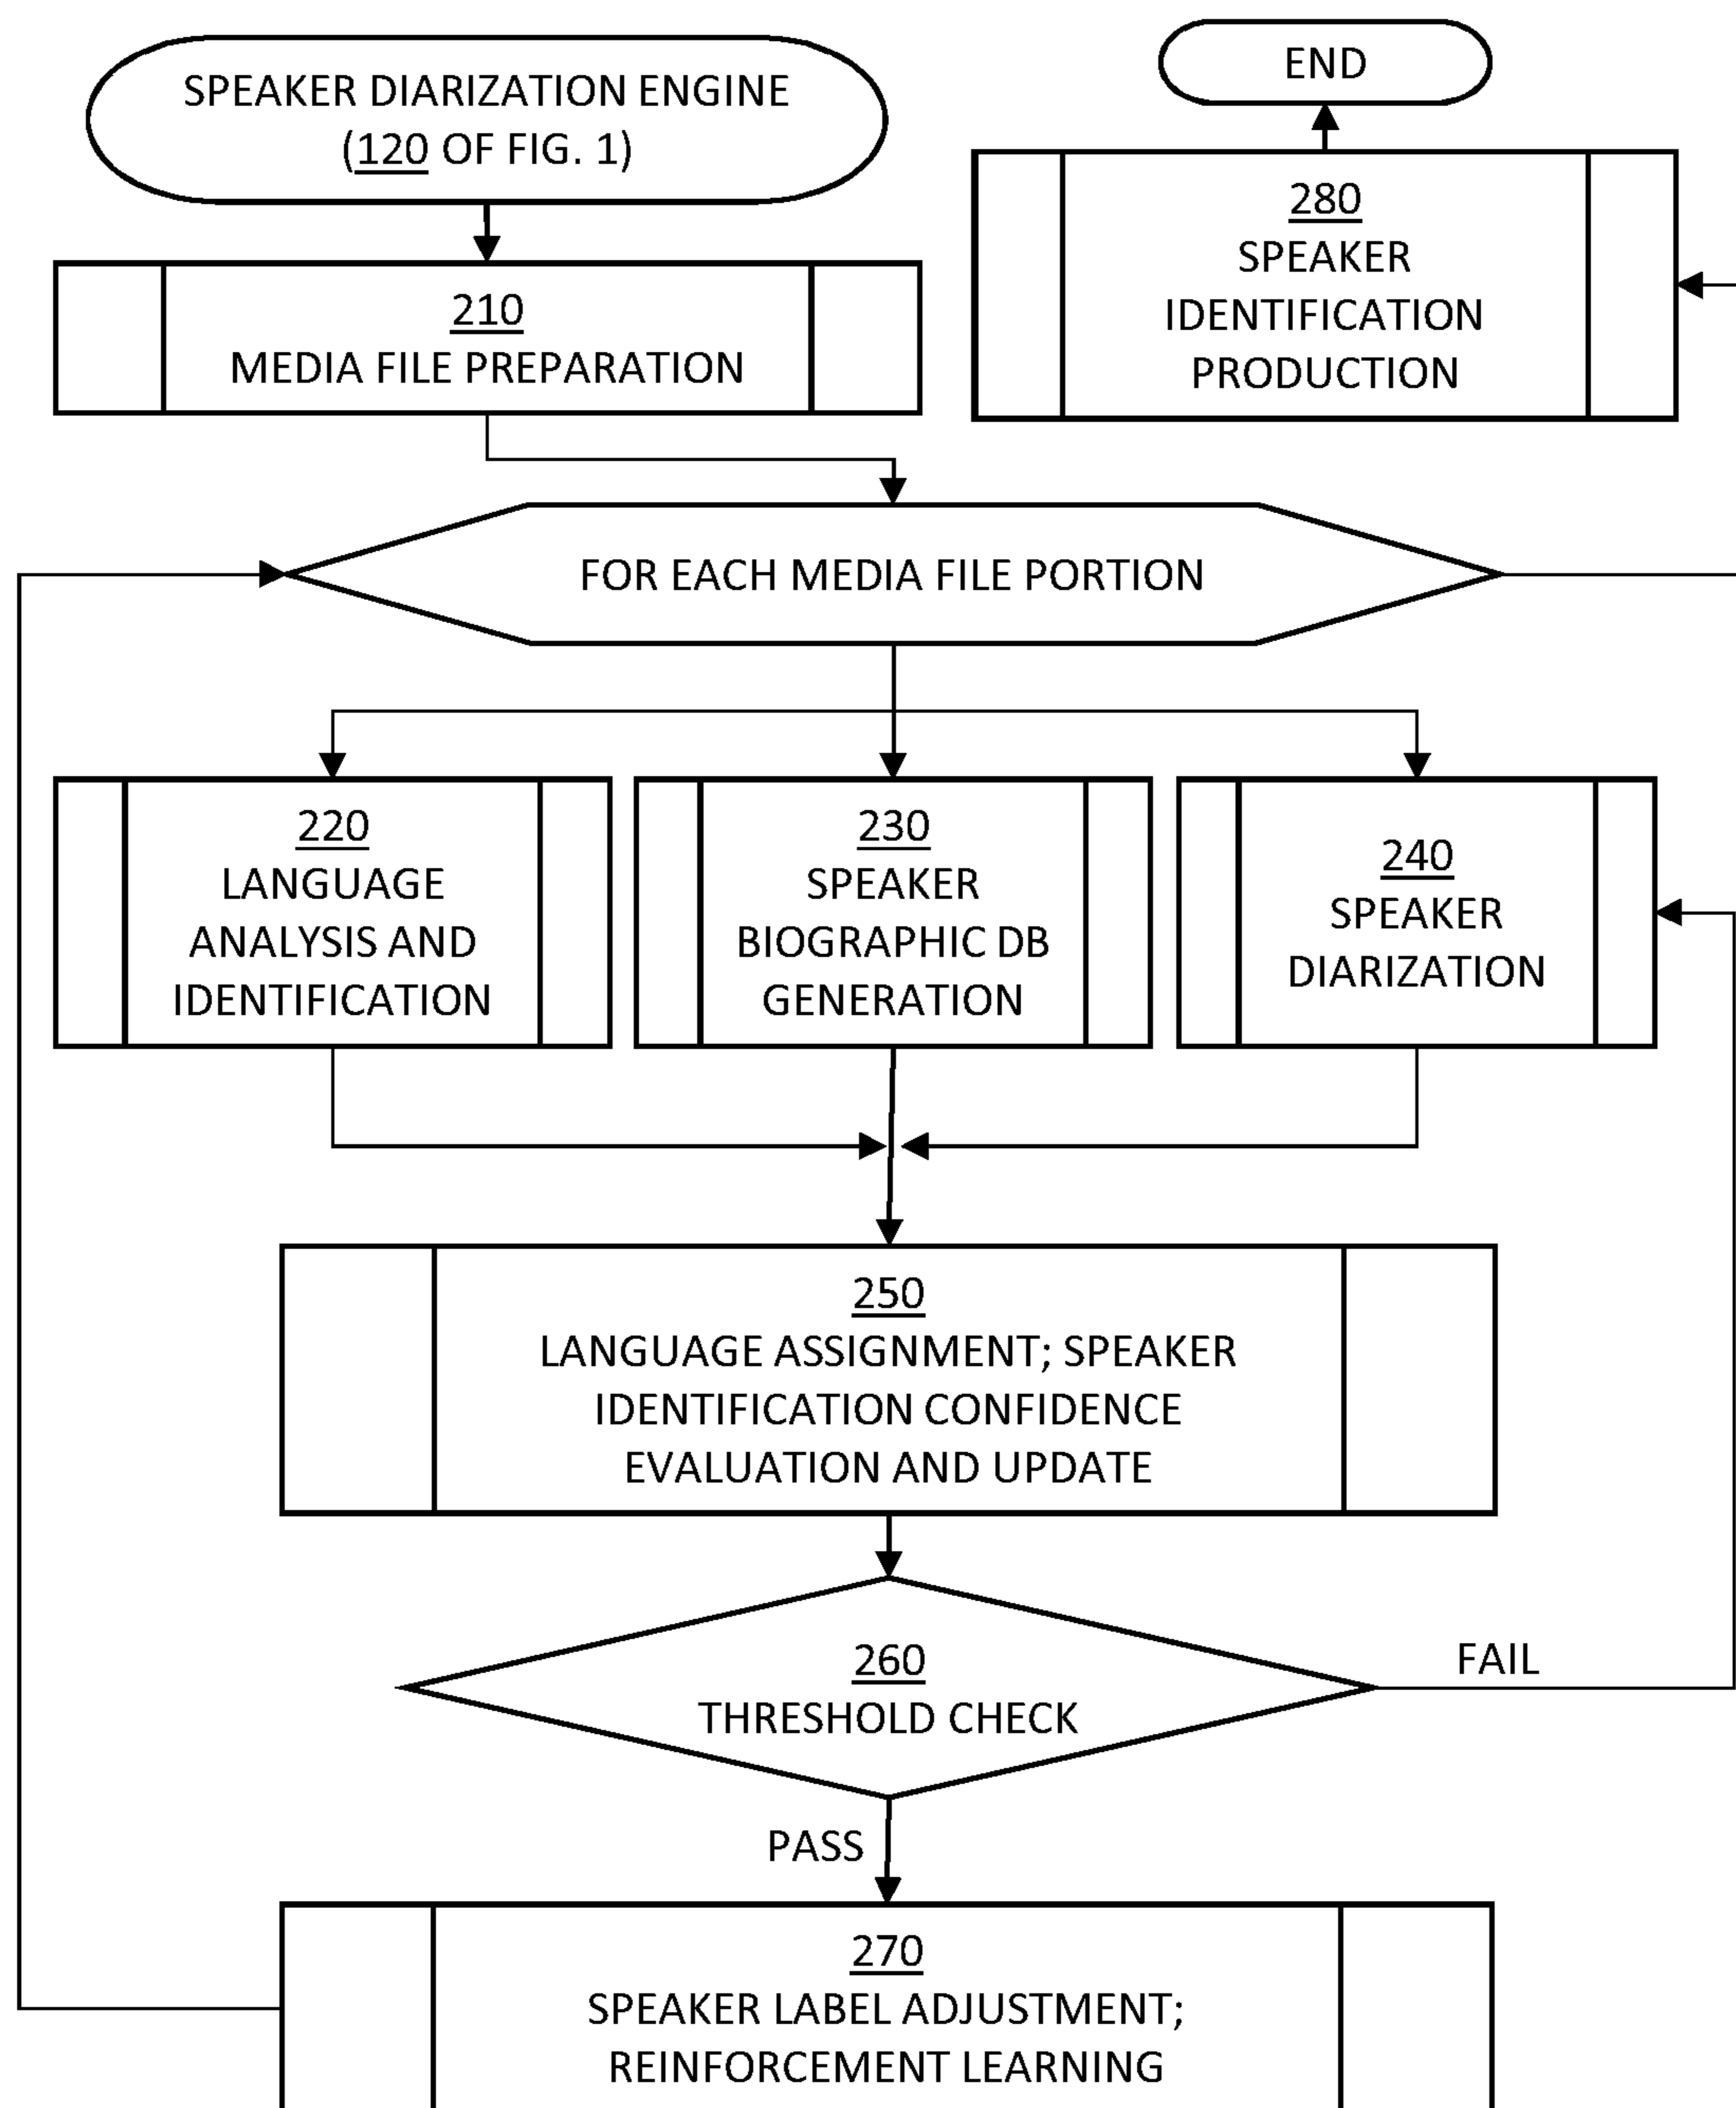 SPEAKER DIARIZATION ENGINE
(120 OF FIG. 1)
END
210
MEDIA FILE PREPARATION
280
SPEAKER
IDENTIFICATION
PRODUCTION
FOR EACH MEDIA FILE PORTION
220
LANGUAGE
ANALYSIS AND
IDENTIFICATION
230
SPEAKER
BIOGRAPHIC DB
GENERATION
240
SPEAKER
DIARIZATION
250
LANGUAGE ASSIGNMENT; SPEAKER
IDENTIFICATION CONFIDENCE
EVALUATION AND UPDATE
260
THRESHOLD CHECK
FAIL
PASS
270
SPEAKER LABEL ADJUSTMENT;
REINFORCEMENT LEARNING